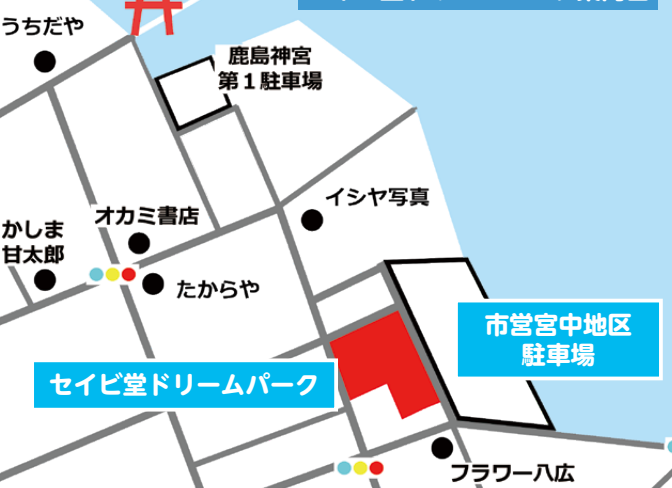 うちだや
鹿島神宮
第１駐車場
オカミ書店
イシヤ写真
かしま
甘太郎
たからや
市営宮中地区
駐車場
セイビ堂ドリームパーク
フラワー八広